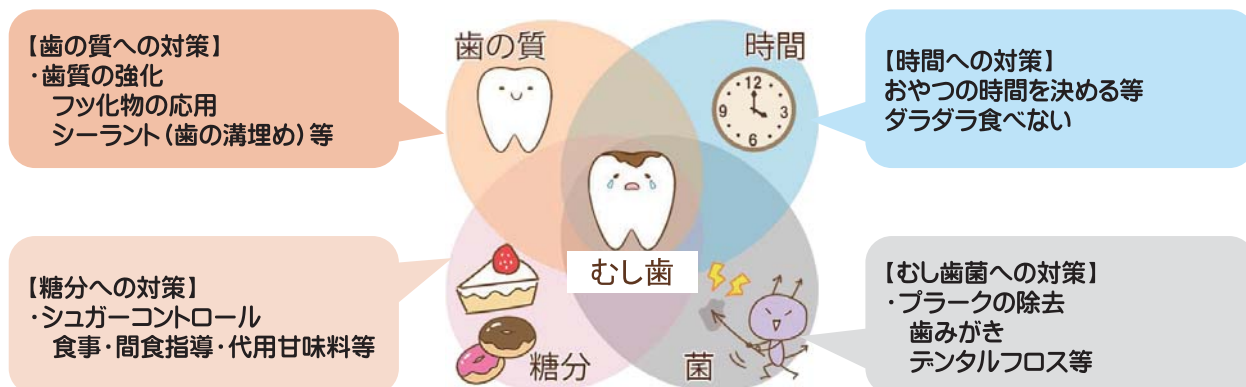 【歯の質への対策】
・歯質の強化
フッ化物の応用
シーラント(歯の溝埋め)等
歯の質
時間
12
3
6
9
【時間への対策】
おやつの時間を決める等
ダラダラ食べない
むし歯
【糖分への対策】
・シュガーコントロール
食事・間食指導・代用甘味料等
糖分
菌
【むし歯菌への対策】
・プラークの除去
歯みがき
デンタルフロス等